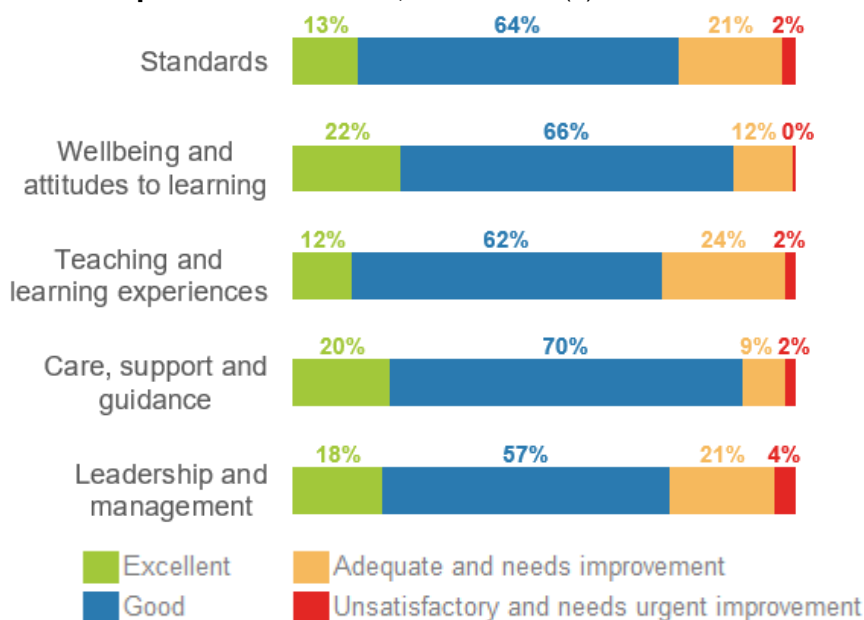 13% 64% 21% 2%
Standards
22% 66% 12% 0%
Wellbeing and
attitudes to learning
12% 62% 24% 2%
Teaching and
learning experiences
20% 70% 9% 2%
Care, support and
guidance
18% 57% 21% 4%
Leadership and
management
Excellent Adequate and needs improvement
Good Unsatisfactory and needs urgent improvement